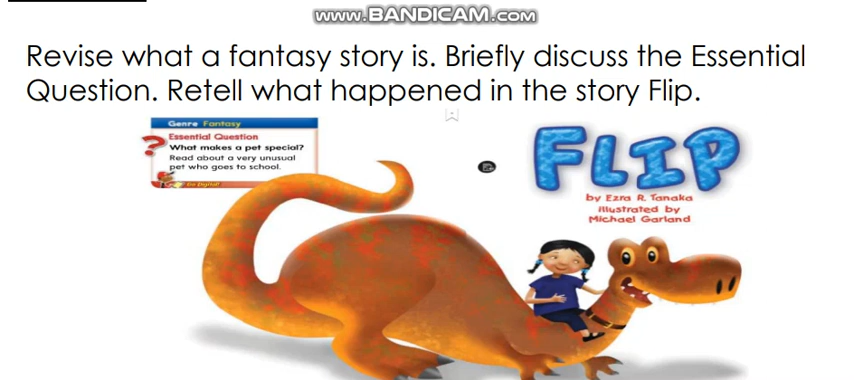 www.BANDICAM.COM
Revise what a fantasy story is. Briefly discuss the Essential
Question. Retell what happened in the story Flip.
Genre Fantasy
Essential Question
What makes a pet special?
Read about a very unusual
pet who goes to school.
Go Digital!
FLIP
by Ezra R. Tanaka
illustrated by
Michael Garland